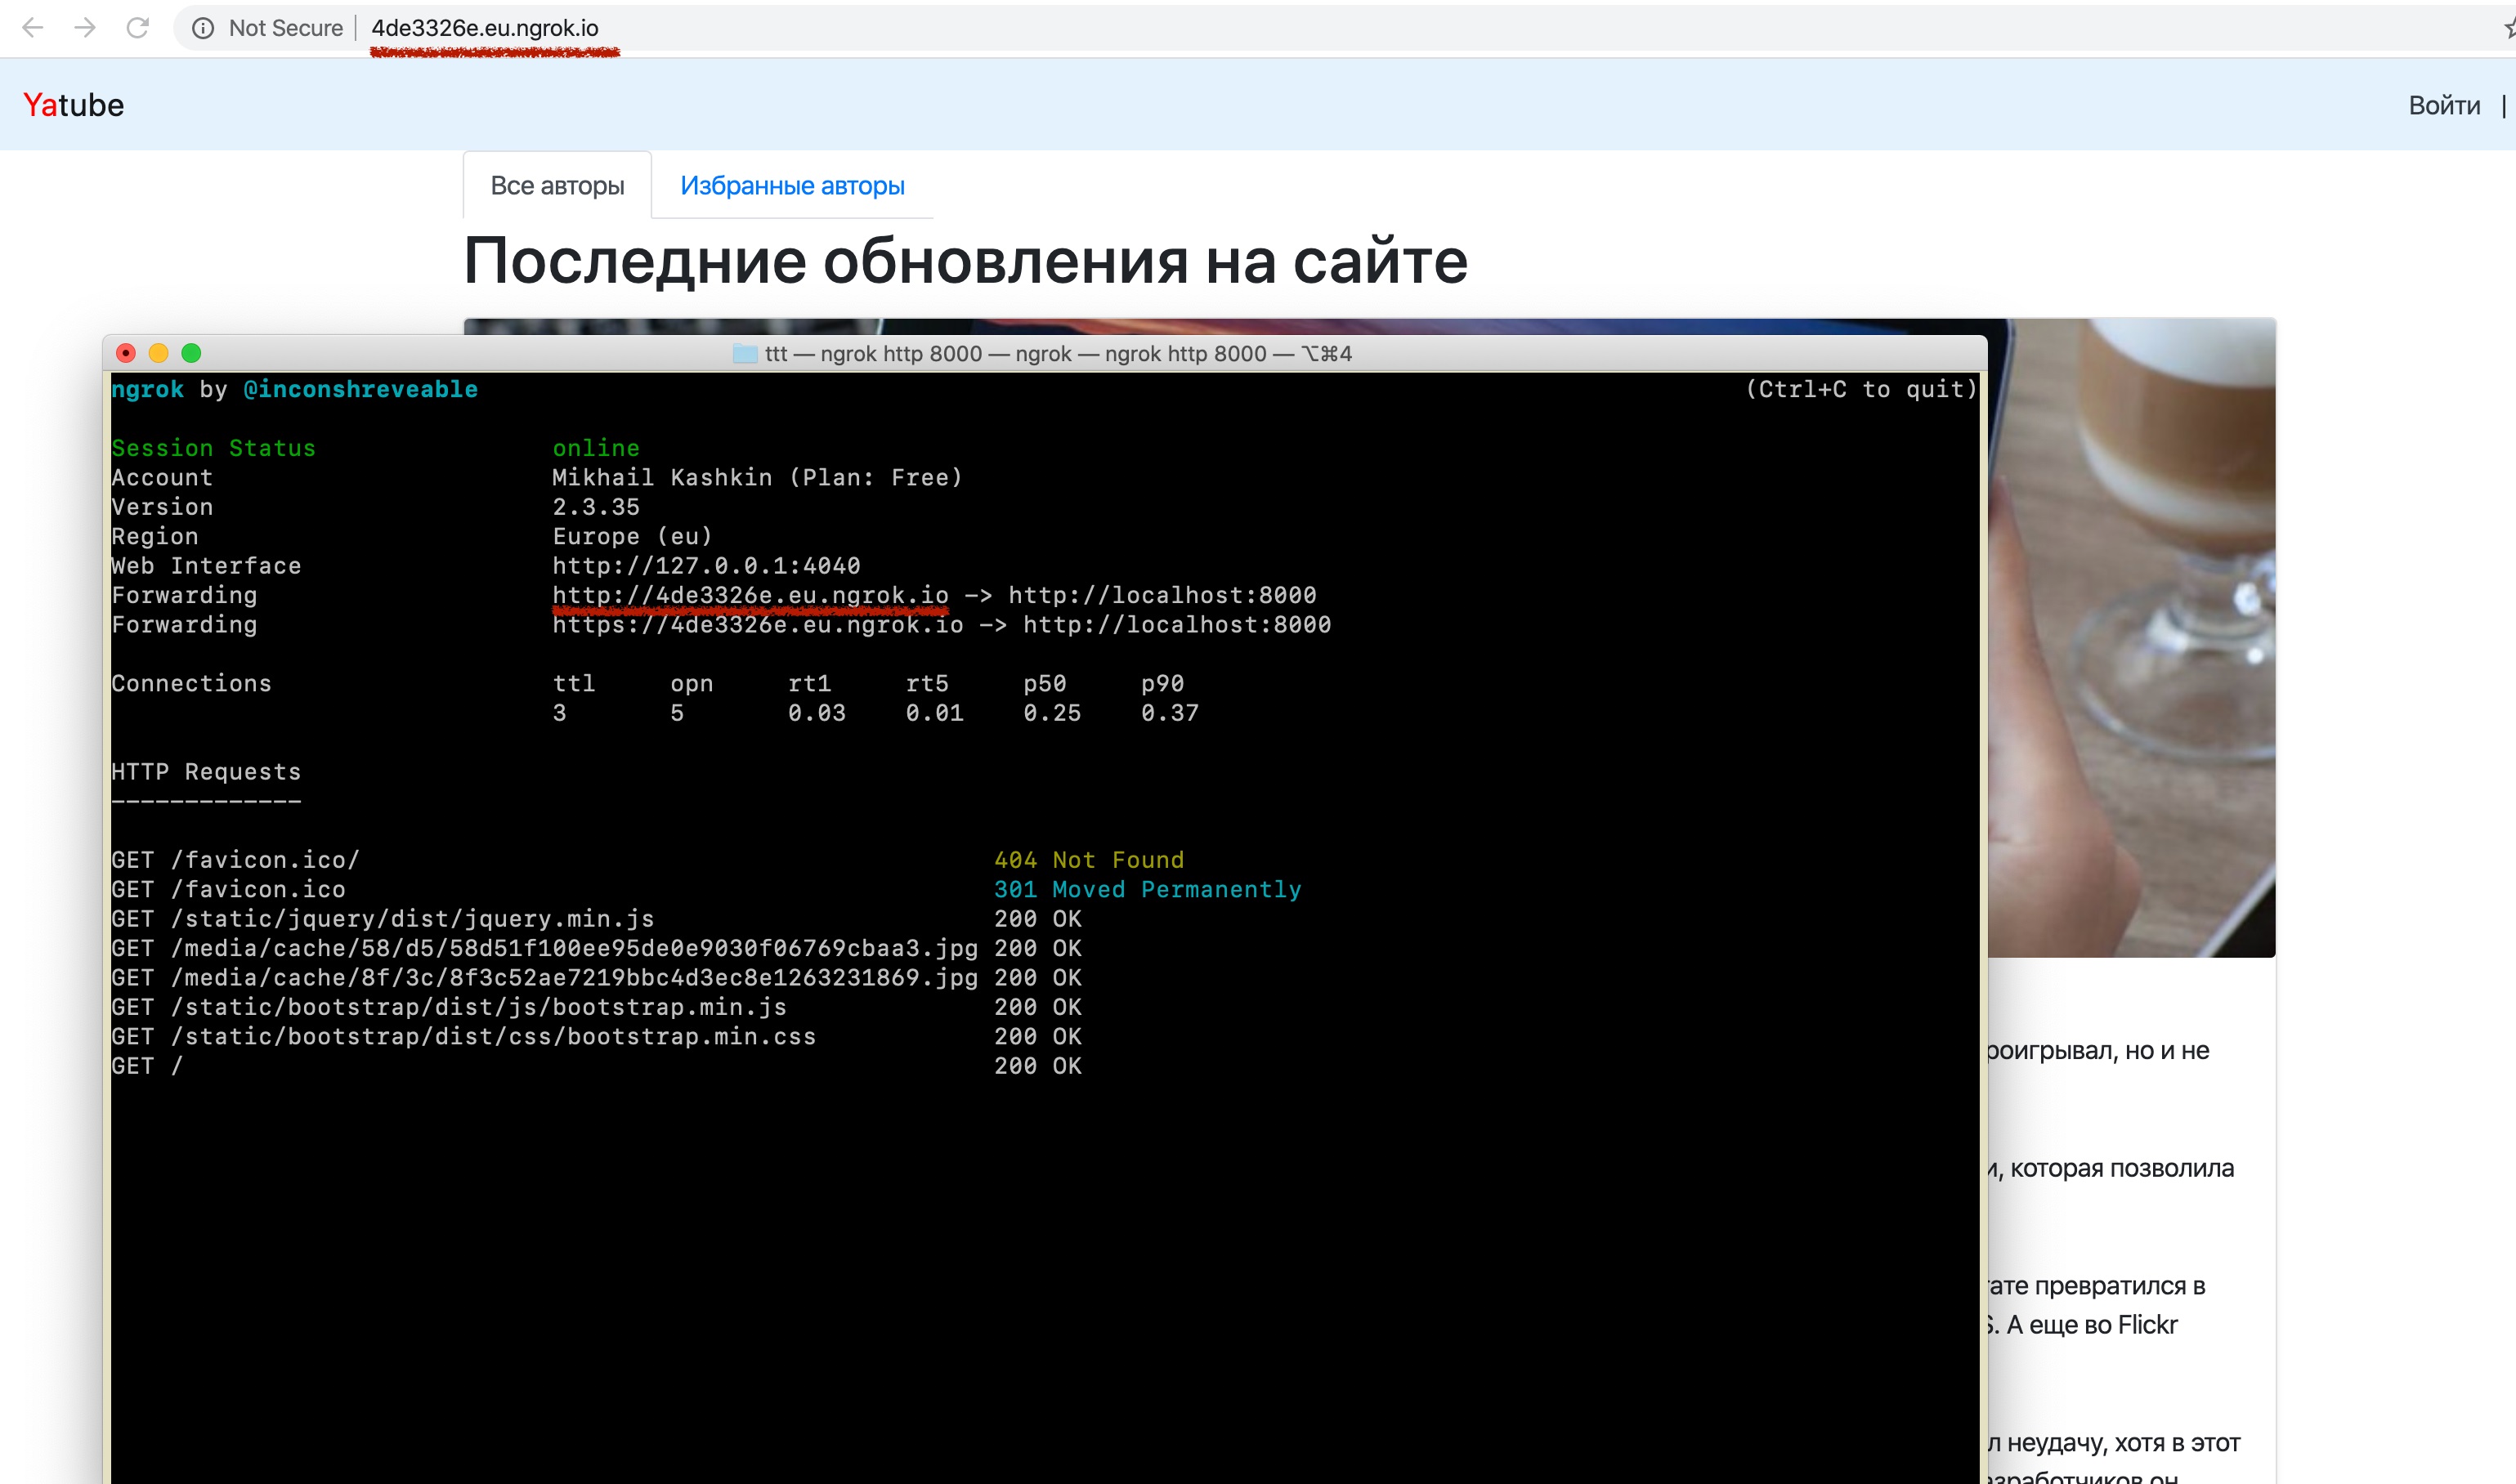 Not Secure | 4de3326e.eu.ngrok.io
Yatube
Войти |
Все авторы Избранные авторы
Последние обновления на сайте
ttt — ngrok http 8000 — ngrok — ngrok http 8000 — ⌥⌘4
ngrok by @inconshreveable (Ctrl+C to quit)
Session Status online
Account Mikhail Kashkin (Plan: Free)
Version 2.3.35
Region Europe (eu)
Web Interface http://127.0.0.1:4040
Forwarding http://4de3326e.eu.ngrok.io -> http://localhost:8000
Forwarding https://4de3326e.eu.ngrok.io -> http://localhost:8000
Connections ttl opn rt1 rt5 p50 p90
3 5 0.03 0.01 0.25 0.37
HTTP Requests
-------------
GET /favicon.ico/ 404 Not Found
GET /favicon.ico 301 Moved Permanently
GET /static/jquery/dist/jquery.min.js 200 OK
GET /media/cache/58/d5/58d51f100ee95de0e9030f06769cbaa3.jpg 200 OK
GET /media/cache/8f/3c/8f3c52ae7219bbc4d3ec8e1263231869.jpg 200 OK
GET /static/bootstrap/dist/js/bootstrap.min.js 200 OK
GET /static/bootstrap/dist/css/bootstrap.min.css 200 OK
GET / 200 OK
роигрывал, но и не
и, которая позволила
ате превратился в
S. А еще во Flickr
л неудачу, хотя в этот